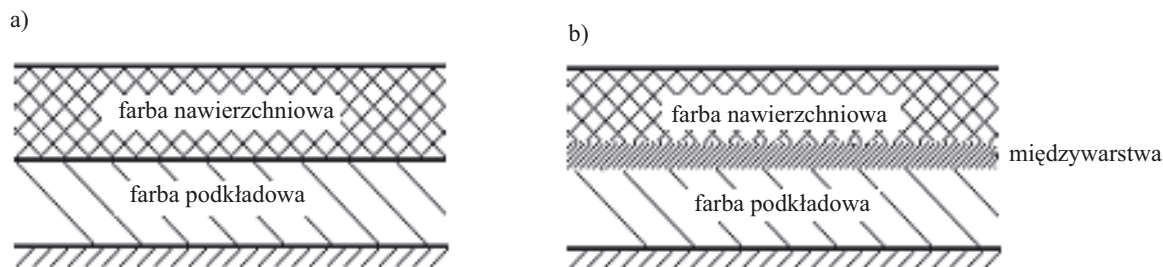 a)
farba nawierzchniowa
farba podkładowa
b)
farba nawierzchniowa
międzywarstwa
farba podkładowa